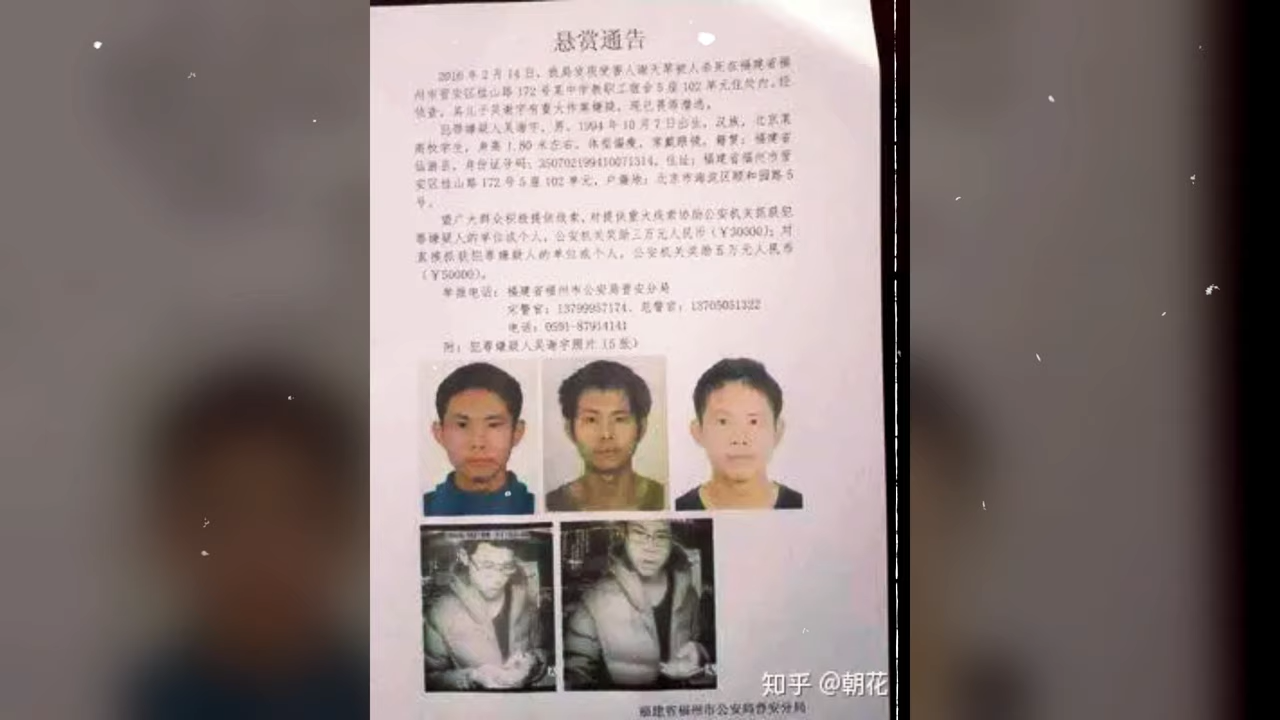 悬赏通告
2016年2月14日，我局发现受害人谢天琴被人杀死在福建省福
州市晋安区桂山路172号某中学教职工宿舍5座102单元住处内。经
侦查，其儿子吴谢宇有重大作案嫌疑，现已畏罪潜逃。
犯罪嫌疑人吴谢宇，男，1994年10月7日出生，汉族，北京某
高校学生，身高1.80米左右，体型偏瘦，常戴眼镜，籍贯：福建省
仙游县，身份证号码：350702199410071314，住址：福建省福州市晋
安区桂山路172号5座102单元，户籍地：北京市海淀区颐和园路5
号。
望广大群众积极提供线索，对提供重大线索协助公安机关抓获犯
罪嫌疑人的单位或个人，公安机关奖励三万元人民币（￥30000）；对
直接抓获犯罪嫌疑人的单位或个人，公安机关奖励五万元人民币
（￥50000）。
举报电话：福建省福州市公安局晋安分局
宋警官：13799957174、范警官：13705051322
电话：0591-87914141
附：犯罪嫌疑人吴谢宇照片15张）
知乎 @朝花
福建省福州市公安局晋安分局